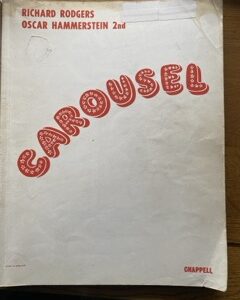 RICHARD RODGERS
OSCAR HAMMERSTEIN 2nd
CAROUSEL
CHAPPELL